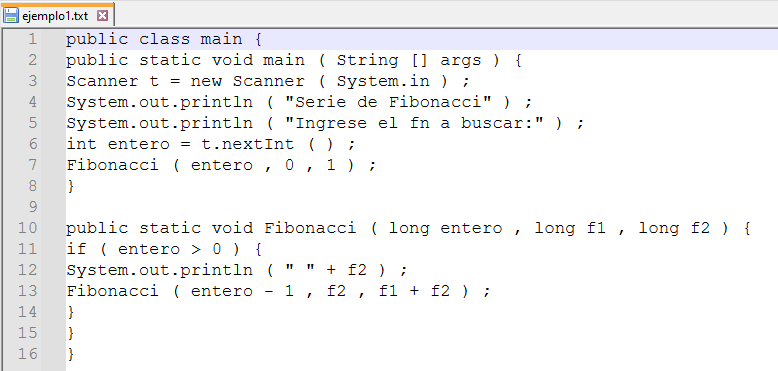 ejemplo1.txt
1 public class main {
2 public static void main ( String [] args ) {
3 Scanner t = new Scanner ( System.in ) ;
4 System.out.println ( "Serie de Fibonacci" ) ;
5 System.out.println ( "Ingrese el fn a buscar:" ) ;
6 int entero = t.nextInt ( ) ;
7 Fibonacci ( entero , 0 , 1 ) ;
8 }
9
10 public static void Fibonacci ( long entero , long f1 , long f2 ) {
11 if ( entero > 0 ) {
12 System.out.println ( " " + f2 ) ;
13 Fibonacci ( entero - 1 , f2 , f1 + f2 ) ;
14 }
15 }
16 }